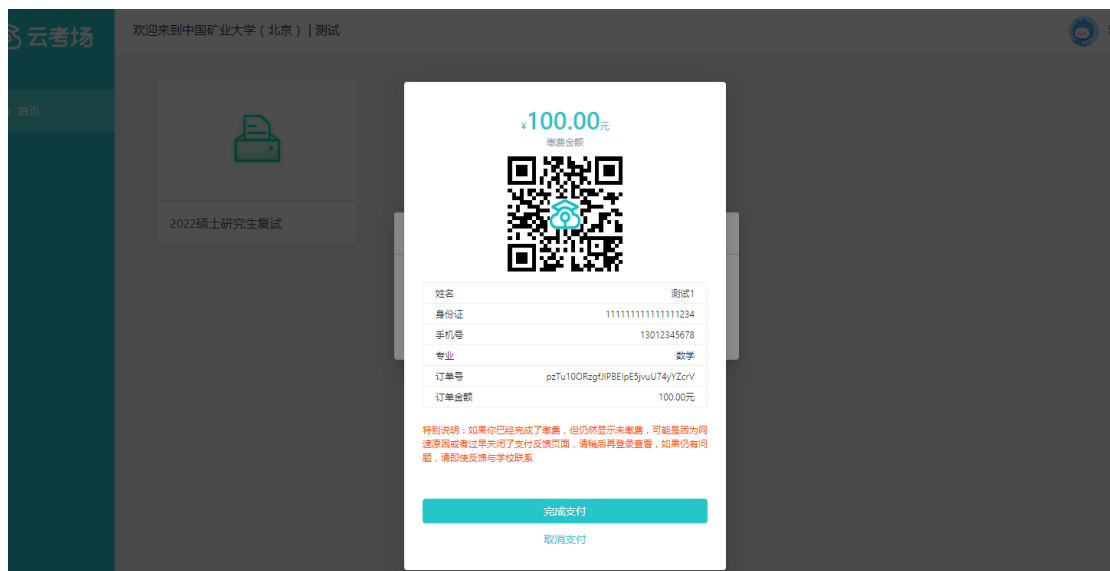 云考场
欢迎来到中国矿业大学（北京）| 测试
首页
2022硕士研究生复试
¥100.00元
缴费金额
姓名 测试1
身份证 111111111111111234
手机号 13012345678
专业 数学
订单号 pzTu10ORzgfJIPBEIpE5jvuU74yYZcrV
订单金额 100.00元
特别说明：如果你已经完成了缴费，但仍然显示未缴费，可能是因为网
速原因或者过早关闭了支付反馈页面，请稍后再登录查看，如果仍有问
题，请即使反馈与学校联系
完成支付
取消支付